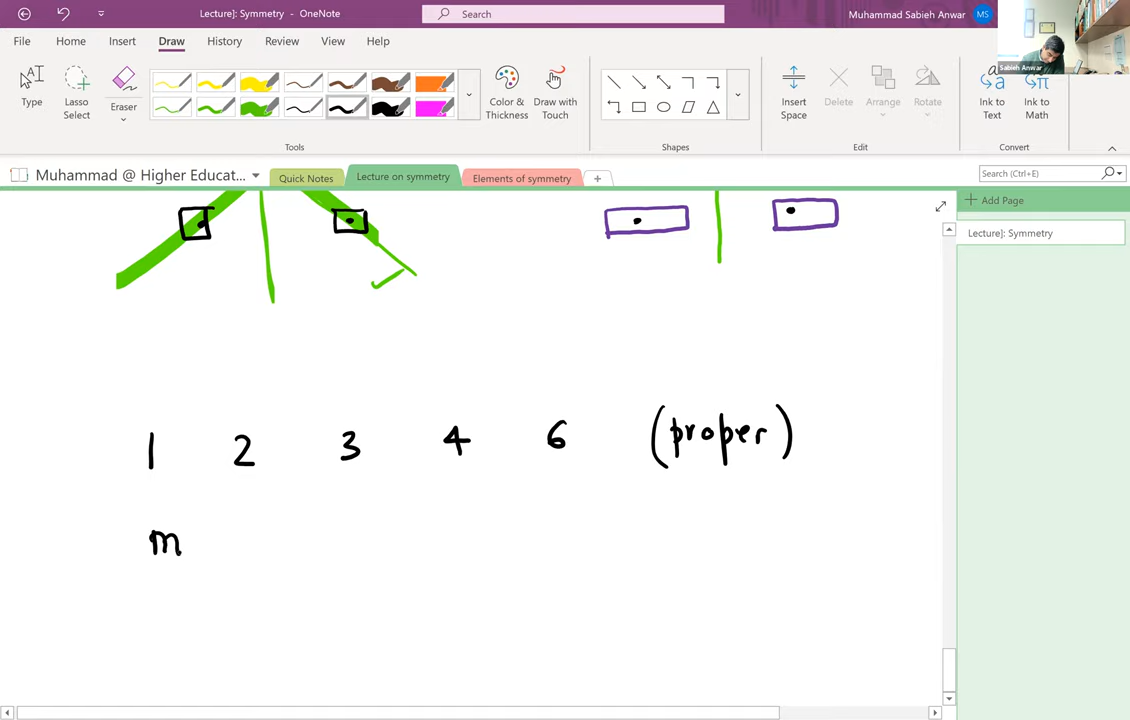 Lecture]: Symmetry - OneNote
Search
Muhammad Sabieh Anwar
MS
File Home Insert Draw History Review View Help
Sabieh Anwar
Type
Lasso Select
Eraser
Color & Thickness
Draw with Touch
Insert Space
Delete
Arrange
Rotate
Ink to Text
Ink to Math
Tools
Shapes
Edit
Convert
Muhammad @ Higher Educat...
Quick Notes
Lecture on symmetry
Elements of symmetry
+
Search (Ctrl+E)
Add Page
Lecture]: Symmetry
1 2 3 4 6 (proper)
m